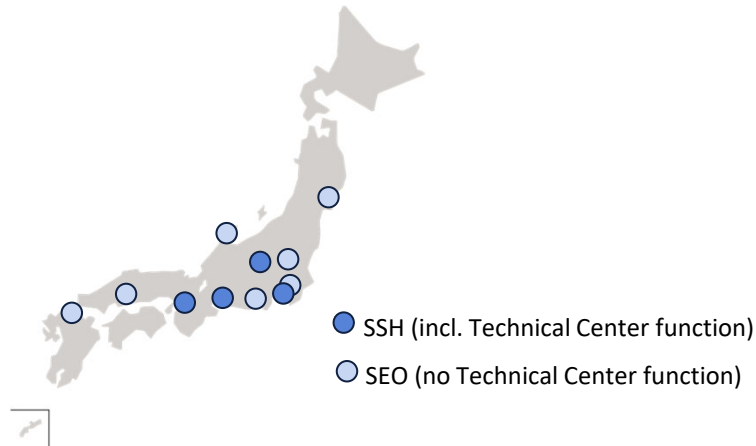 SSH (incl. Technical Center function)
SEO (no Technical Center function)